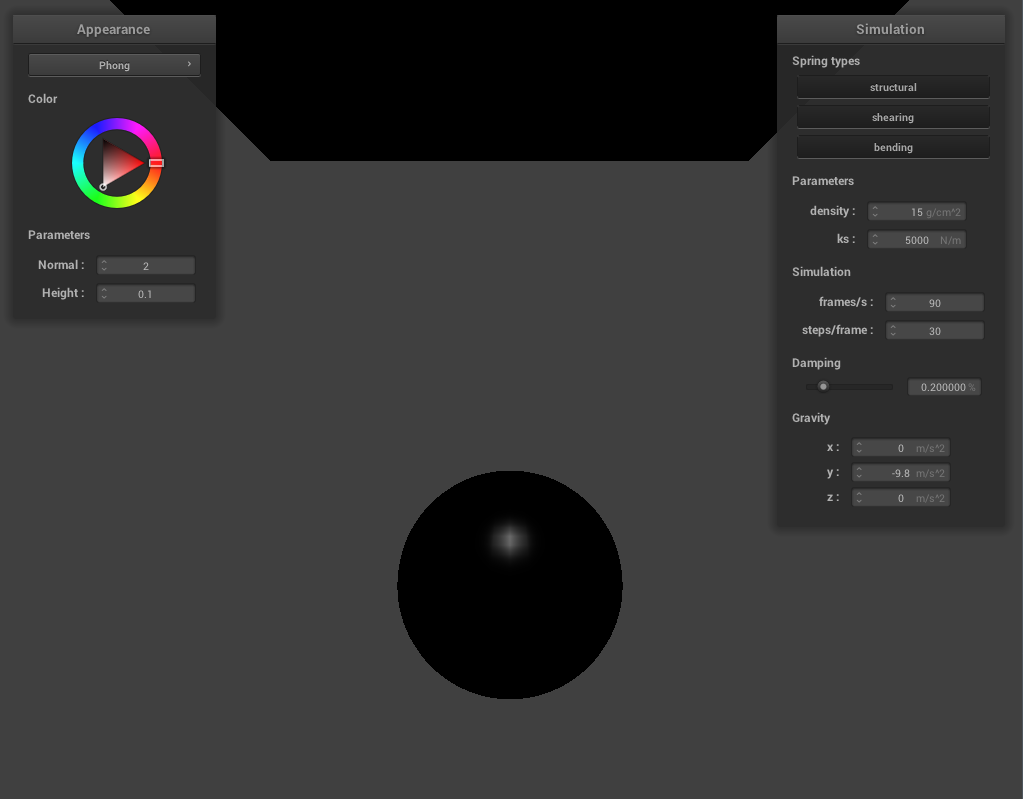 Appearance
Phong
Color
Parameters
Normal : 2
Height : 0.1
Simulation
Spring types
structural
shearing
bending
Parameters
density : 15 g/cm^2
ks : 5000 N/m
Simulation
frames/s : 90
steps/frame : 30
Damping
0.200000 %
Gravity
x : 0 m/s^2
y : -9.8 m/s^2
z : 0 m/s^2